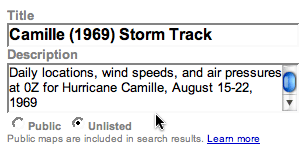 Title
Camille (1969) Storm Track
Description
Daily locations, wind speeds, and air pressures
at 0Z for Hurricane Camille, August 15-22,
1969
Public Unlisted
Public maps are included in search results. Learn more